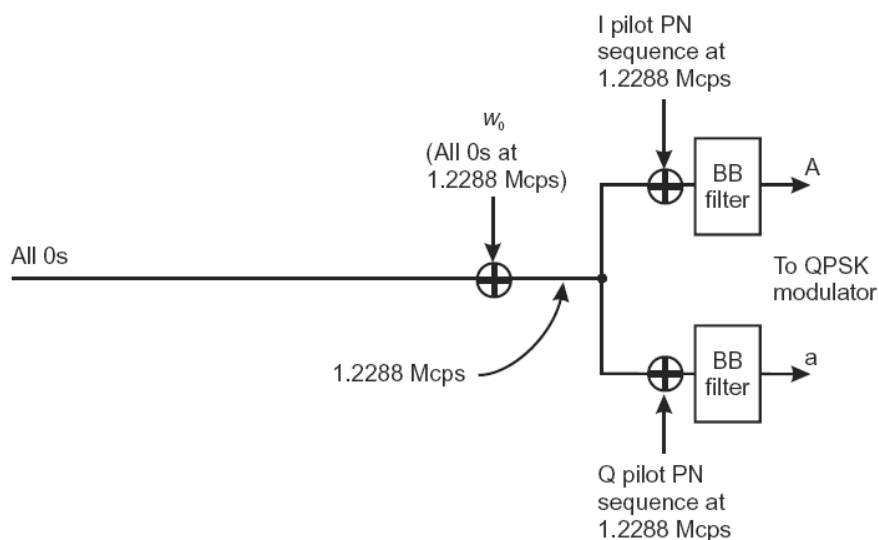 I pilot PN
sequence at
1.2288 Mcps
W₀
(All 0s at
1.2288 Mcps)
BB
filter
A
All 0s
To QPSK
modulator
1.2288 Mcps
BB
filter
a
Q pilot PN
sequence at
1.2288 Mcps